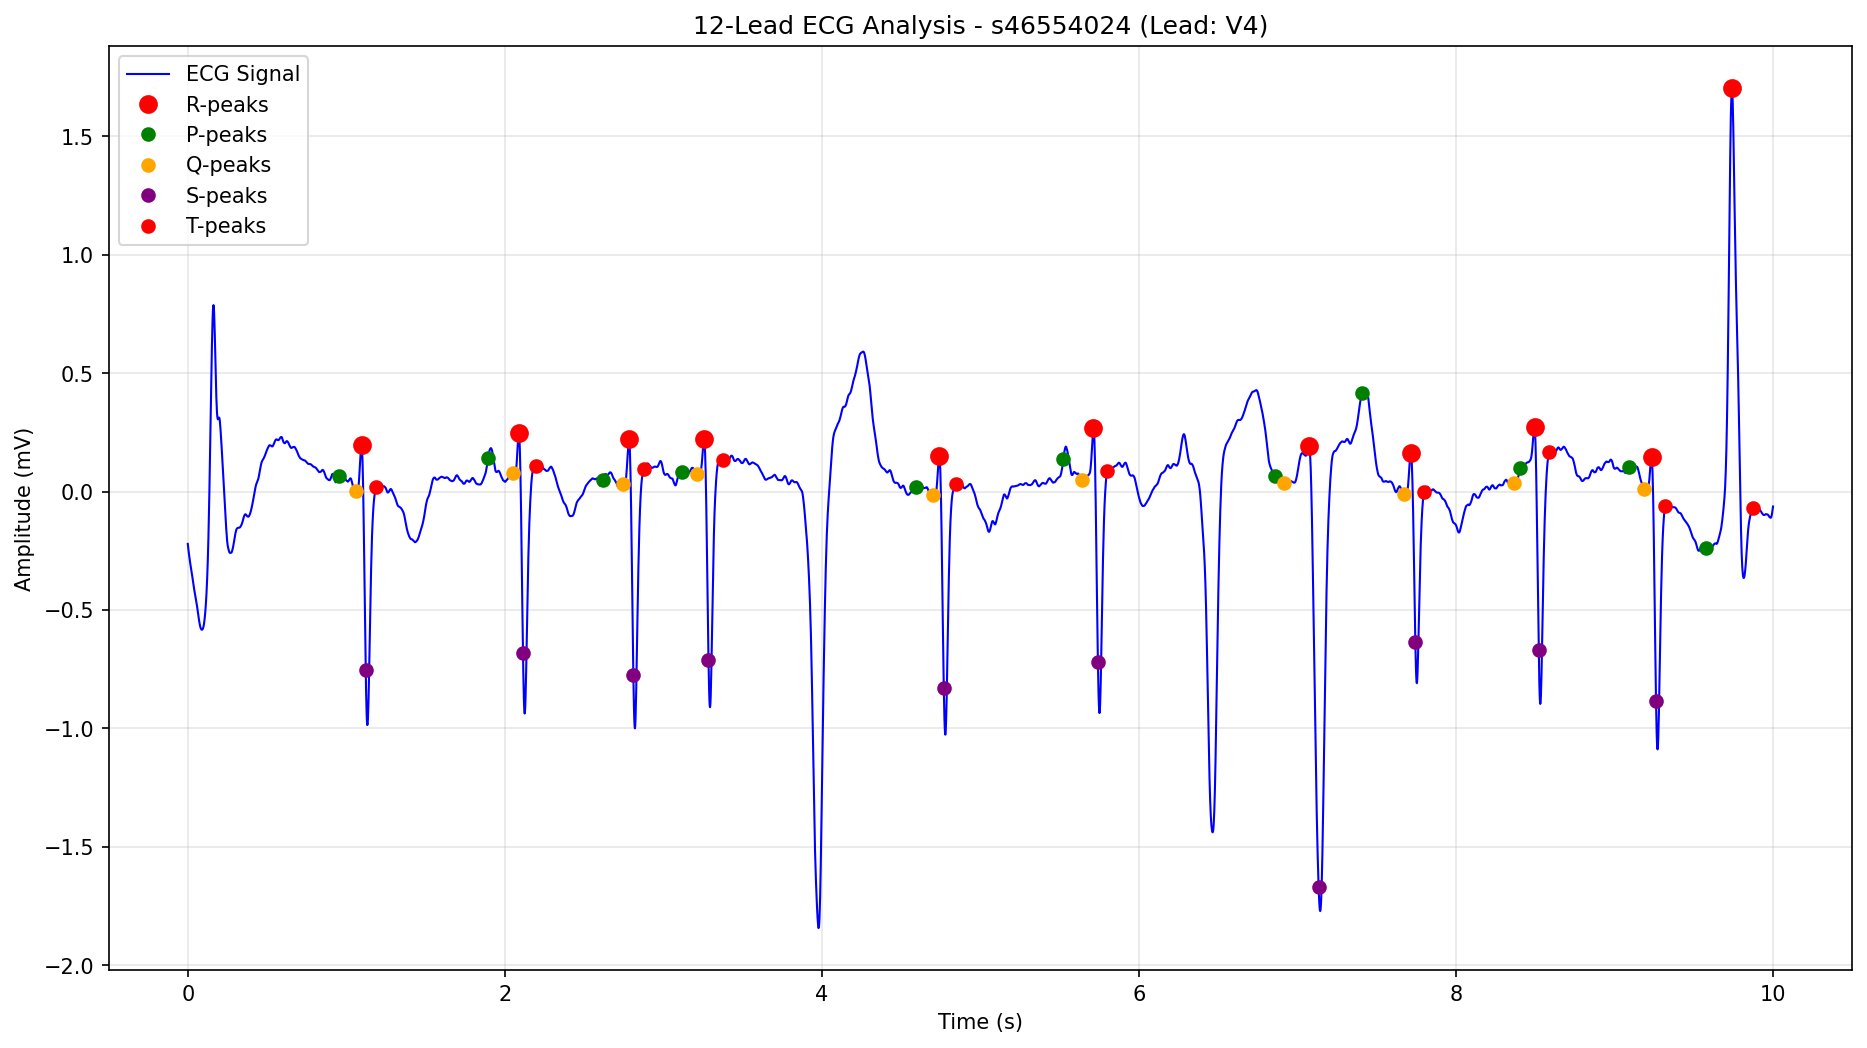 12-Lead ECG Analysis - s46554024 (Lead: V4)
ECG Signal
R-peaks
P-peaks
Q-peaks
S-peaks
T-peaks
1.5
1.0
0.5
0.0
−0.5
−1.0
−1.5
−2.0
Amplitude (mV)
0 2 4 6 8 10
Time (s)